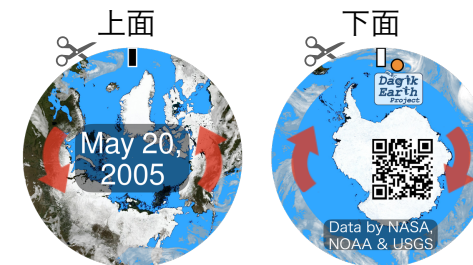 上面
下面
May 20,
2005
Dagik
Earth
Project
Data by NASA,
NOAA & USGS